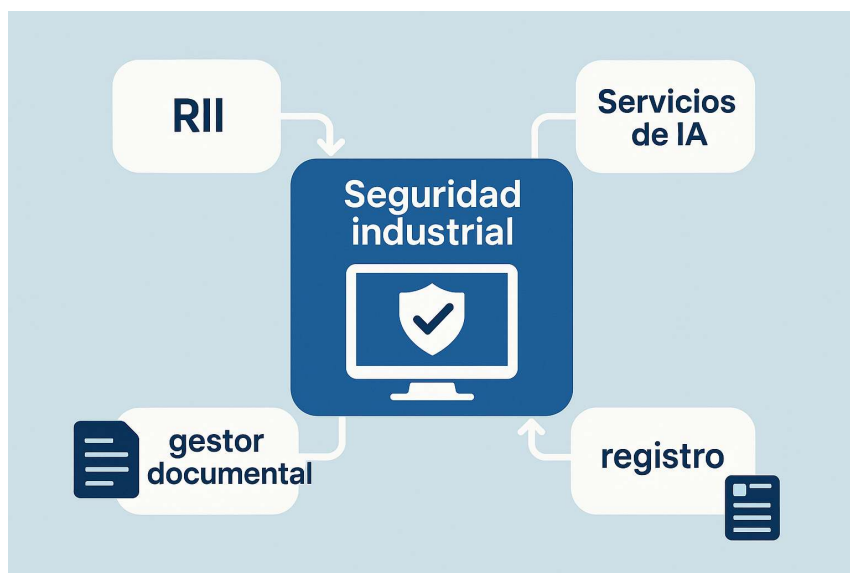 RII
Servicios
de IA
Seguridad
industrial
gestor
documental
registro